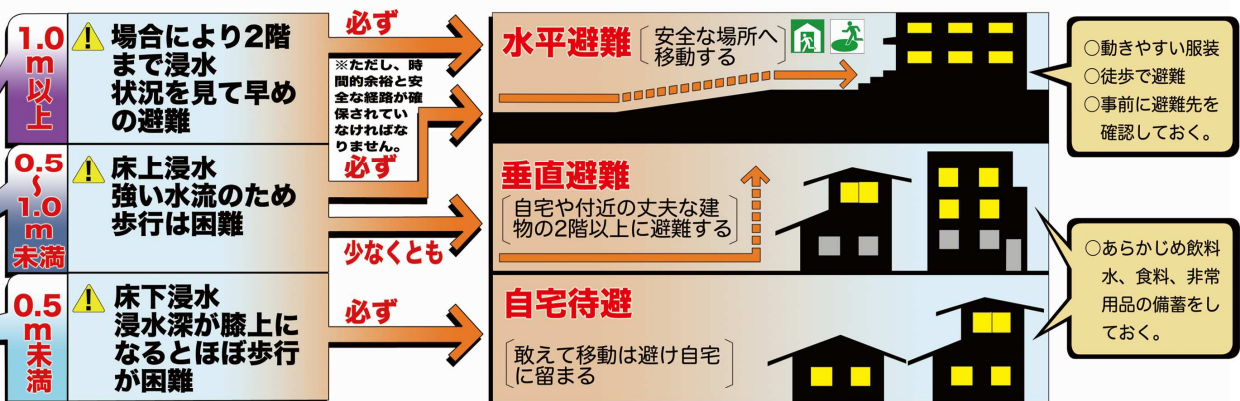 1.0
m
以
上
場合により2階
まで浸水
状況を見て早め
の避難
必ず
※ただし、時
間的余裕と安
全な経路が確
保されてい
なければな
りません。
水平避難
安全な場所へ
移動する
○動きやすい服装
○徒歩で避難
○事前に避難先を
確認しておく。
0.5
〜
1.0
m
未満
床上浸水
強い水流のため
歩行は困難
必ず
少なくとも
垂直避難
自宅や付近の丈夫な建
物の2階以上に避難する
○あらかじめ飲料
水、食料、非常
用品の備蓄をし
ておく。
0.5
m
未
満
床下浸水
浸水深が膝上に
なるとほぼ歩行
が困難
必ず
自宅待避
敢えて移動は避け自宅
に留まる